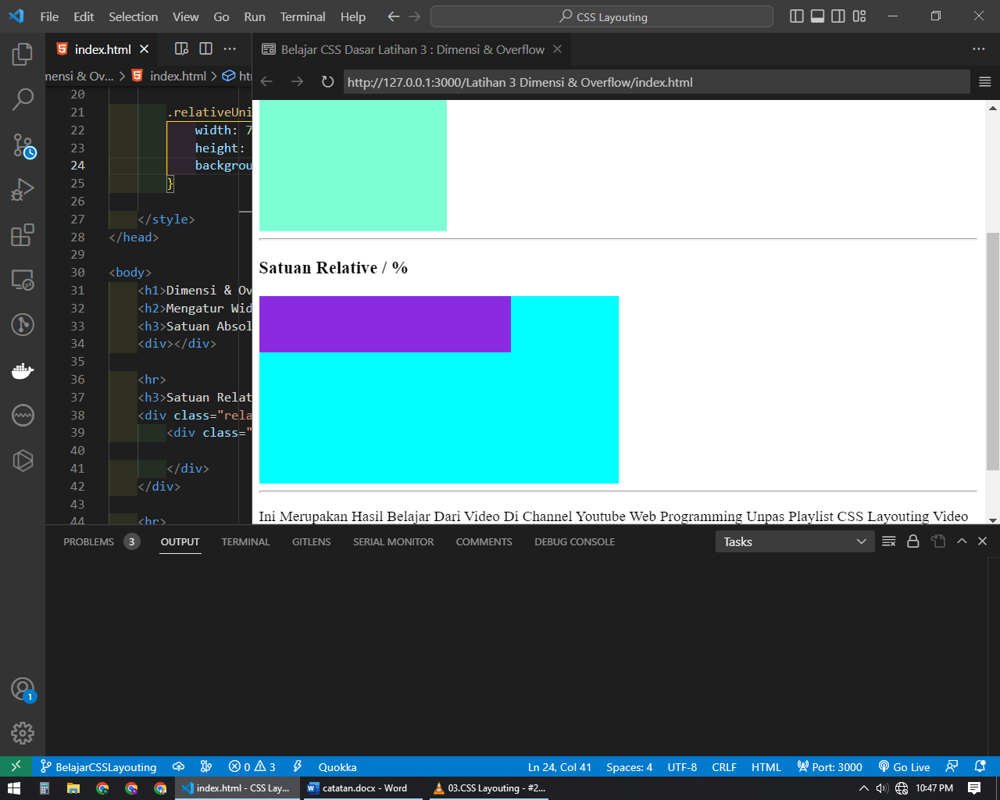 File Edit Selection View Go Run Terminal Help CSS Layouting
index.html
Belajar CSS Dasar Latihan 3 : Dimensi & Overflow
mensi & Ov... > index.html >
http://127.0.0.1:3000/Latihan 3 Dimensi & Overflow/index.html
20
21 .relativeUni
22 width: 7
23 height:
24 backgrou
25 }
26
27 </style>
28 </head>
29
30 <body>
31 <h1>Dimensi & Ov
32 <h2>Mengatur Wid
33 <h3>Satuan Absol
34 <div></div>
35
36 <hr>
37 <h3>Satuan Relat
38 <div class="rela
39 <div class="
40
41 </div>
42 </div>
43
44 <hr>
Satuan Relative / %
Ini Merupakan Hasil Belajar Dari Video Di Channel Youtube Web Programming Unpas Playlist CSS Layouting Video
PROBLEMS 3 OUTPUT TERMINAL GITLENS SERIAL MONITOR COMMENTS DEBUG CONSOLE Tasks
1
BelajarCSSLayouting 0 3 Quokka Ln 24, Col 41 Spaces: 4 UTF-8 CRLF HTML Port: 3000 Go Live
index.html - CSS Lay... catatan.docx - Word 03.CSS Layouting - #2... 10:47 PM